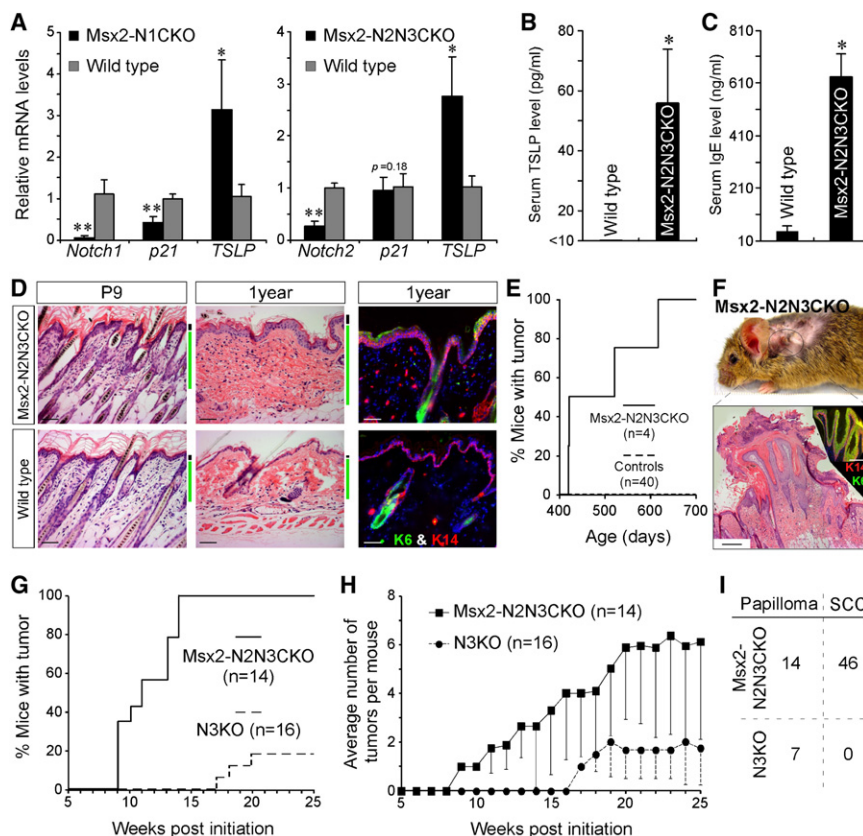 A
Msx2-N1CKO
Wild type
Relative mRNA levels
5
4
3
2
1
0
**
**
*
Notch1 p21 TSLP
Msx2-N2N3CKO
Wild type
4
3
2
1
0
**
p=0.18
*
Notch2 p21 TSLP
B
Serum TSLP level (pg/ml)
80
60
40
20
<10
Wild type
Msx2-N2N3CKO
*
C
Serum IgE level (ng/ml)
810
610
410
210
10
Wild type
Msx2-N2N3CKO
*
D
P9 1year 1year
Msx2-N2N3CKO
Wild type
K6 & K14
E
% Mice with tumor
100
80
60
40
20
0
Msx2-N2N3CKO
(n=4)
Controls
(n=40)
400 500 600 700
Age (days)
F
Msx2-N2N3CKO
K14
K6
G
% Mice with tumor
100
80
60
40
20
0
Msx2-N2N3CKO
(n=14)
N3KO (n=16)
5 10 15 20 25
Weeks post initiation
H
Average number of
tumors per mouse
8
6
4
2
0
Msx2-N2N3CKO (n=14)
N3KO (n=16)
5 10 15 20 25
Weeks post initiation
I
Papilloma SCC
Msx2-
N2N3CKO
14 46
N3KO
7 0